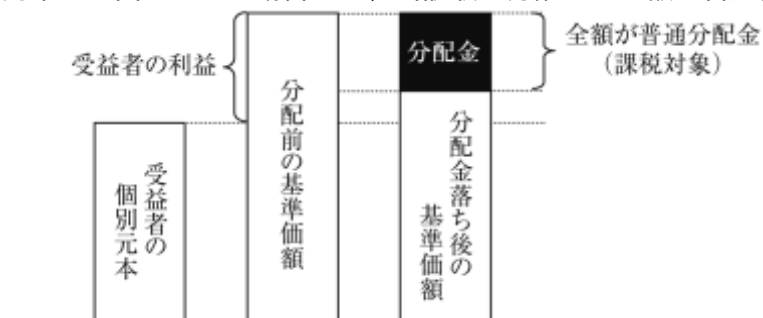 受益者の利益
分配金
全額が普通分配金
(課税対象)
受益者の
個別元本
分配前の基準価額
分配金落ち後の
基準価額